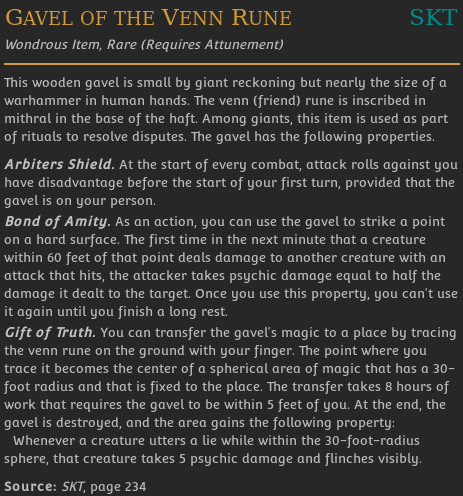 Gavel of the Venn Rune SKT
Wondrous Item, Rare (Requires Attunement)
This wooden gavel is small by giant reckoning but nearly the size of a
warhammer in human hands. The venn (friend) rune is inscribed in
mithral in the base of the haft. Among giants, this item is used as part
of rituals to resolve disputes. The gavel has the following properties.
Arbiters Shield. At the start of every combat, attack rolls against you
have disadvantage before the start of your first turn, provided that the
gavel is on your person.
Bond of Amity. As an action, you can use the gavel to strike a point
on a hard surface. The first time in the next minute that a creature
within 60 feet of that point deals damage to another creature with an
attack that hits, the attacker takes psychic damage equal to half the
damage it dealt to the target. Once you use this property, you can't use
it again until you finish a long rest.
Gift of Truth. You can transfer the gavel's magic to a place by tracing
the venn rune on the ground with your finger. The point where you
trace it becomes the center of a spherical area of magic that has a 30-
foot radius and that is fixed to the place. The transfer takes 8 hours of
work that requires the gavel to be within 5 feet of you. At the end, the
gavel is destroyed, and the area gains the following property:
Whenever a creature utters a lie while within the 30-foot-radius
sphere, that creature takes 5 psychic damage and flinches visibly.
Source: SKT, page 234